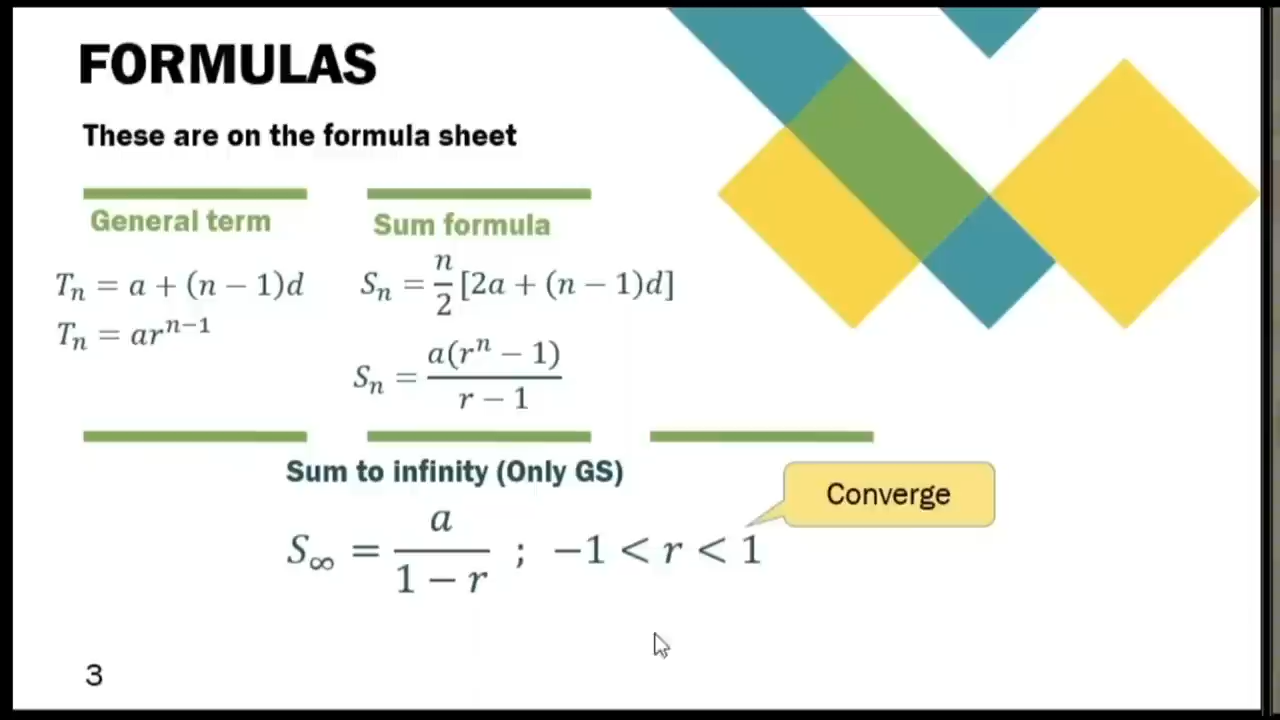 FORMULAS
These are on the formula sheet
General term
Tₙ = a + (n − 1)d
Tₙ = arⁿ⁻¹
Sum formula
Sₙ = n/2 [2a + (n − 1)d]
Sₙ = a(rⁿ − 1)/(r − 1)
Sum to infinity (Only GS)
Converge
S∞ = a/(1 − r) ; −1 < r < 1
3